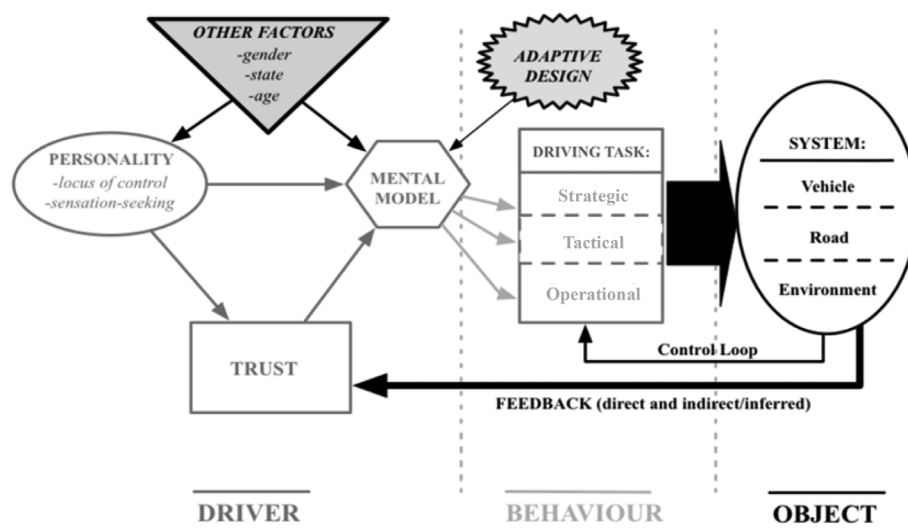 OTHER FACTORS
-gender
-state
-age
ADAPTIVE
DESIGN
PERSONALITY
-locus of control
-sensation-seeking
MENTAL
MODEL
DRIVING TASK:
Strategic
Tactical
Operational
SYSTEM:
Vehicle
Road
Environment
TRUST
Control Loop
FEEDBACK (direct and indirect/inferred)
DRIVER
BEHAVIOUR
OBJECT